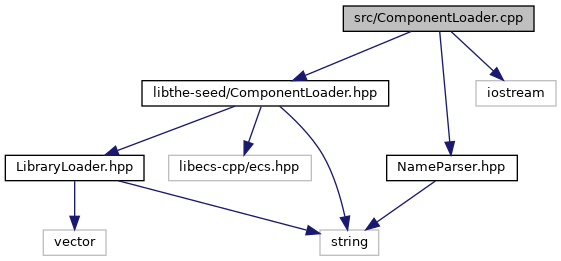 src/ComponentLoader.cpp
libthe-seed/ComponentLoader.hpp
iostream
LibraryLoader.hpp
libecs-cpp/ecs.hpp
NameParser.hpp
vector
string